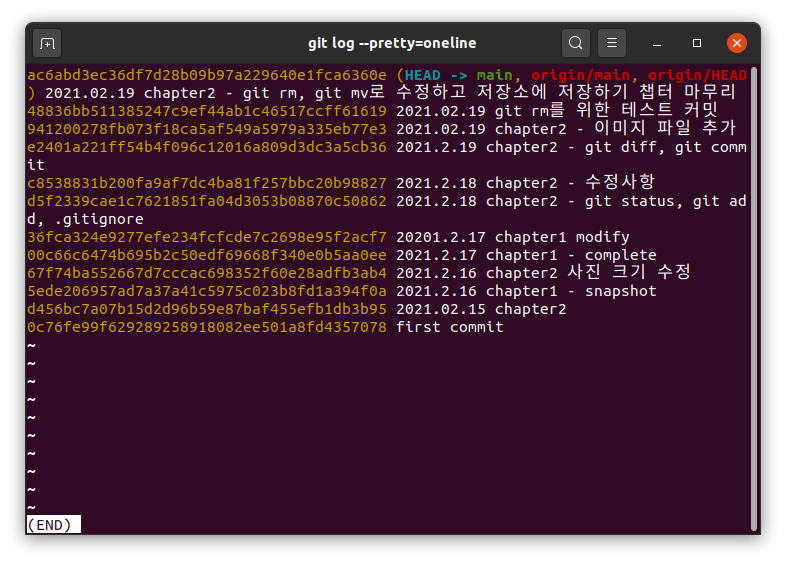 git log --pretty=oneline
ac6abd3ec36df7d28b09b97a229640e1fca6360e (HEAD -> main, origin/main, origin/HEAD
) 2021.02.19 chapter2 - git rm, git mv로 수정하고 저장소에 저장하기 챕터 마무리
48836bb511385247c9ef44ab1c46517ccff61619 2021.02.19 git rm를 위한 테스트 커밋
941200278fb073f18ca5af549a5979a335eb77e3 2021.02.19 chapter2 - 이미지 파일 추가
e2401a221ff54b4f096c12016a809d3dc3a5cb36 2021.2.19 chapter2 - git diff, git comm
it
c8538831b200fa9af7dc4ba81f257bbc20b98827 2021.2.18 chapter2 - 수정사항
d5f2339cae1c7621851fa04d3053b08870c50862 2021.2.18 chapter2 - git status, git ad
d, .gitignore
36fca324e9277efe234fcfcde7c2698e95f2acf7 20201.2.17 chapter1 modify
00c66c6474b695b2c50edf69668f340e0b5aa0ee 2021.2.17 chapter1 - complete
67f74ba552667d7cccac698352f60e28adfb3ab4 2021.2.16 chapter2 사진 크기 수정
5ede206957ad7a37a41c5975c023b8fd1a394f0a 2021.2.16 chapter1 - snapshot
d456bc7a07b15d2d96b59e87baf455efb1db3b95 2021.02.15 chapter2
0c76fe99f629289258918082ee501a8fd4357078 first commit
~
~
~
~
~
~
~
~
~
~
(END)